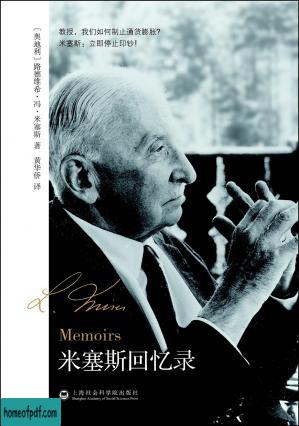 教授，我们如何制止通货膨胀？
米塞斯：立即停止印钞！
〔奥地利〕路德维希·冯·米塞斯 著
黄华侨 译
L. Mises
Memoirs
米塞斯回忆录
上海社会科学院出版社
Shanghai Academy of Social Sciences Press
homeofpdf.com